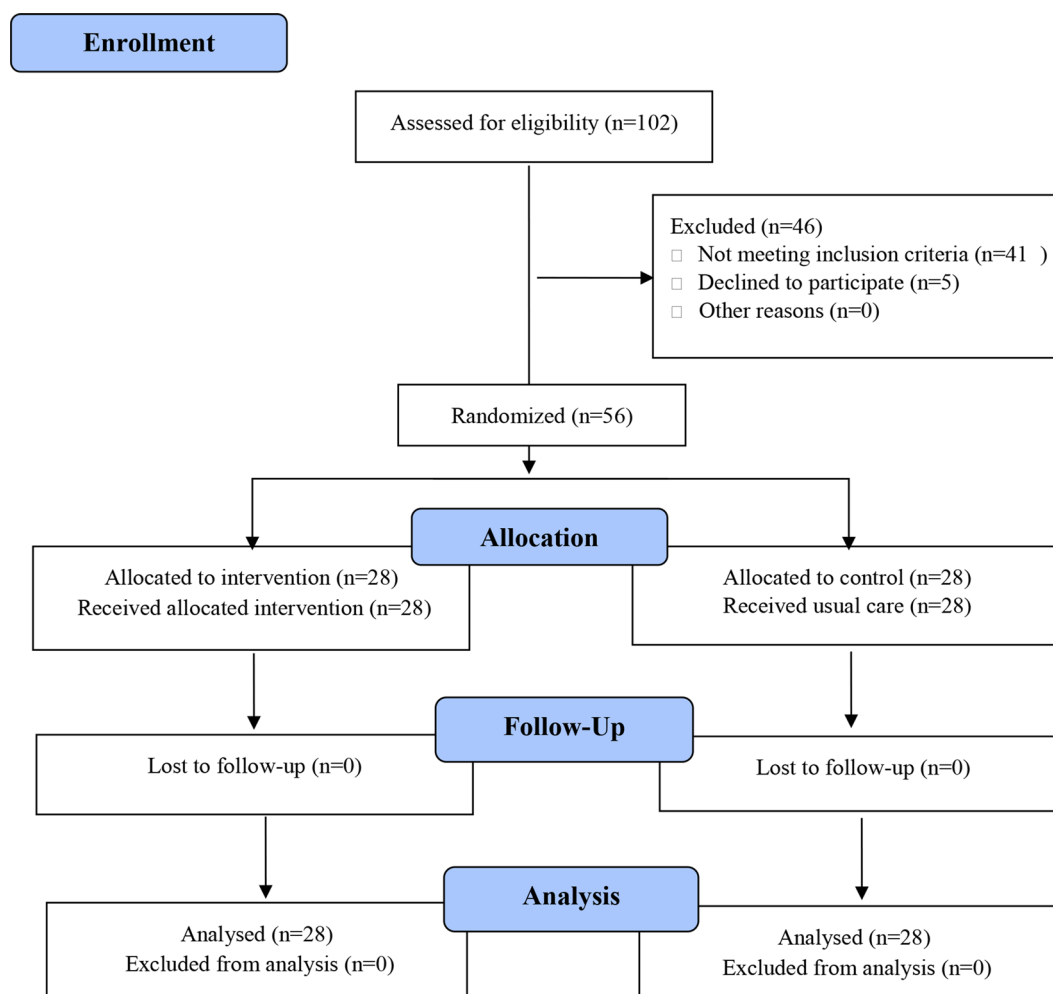 Enrollment
Assessed for eligibility (n=102)
Excluded (n=46)
Not meeting inclusion criteria (n=41 )
Declined to participate (n=5)
Other reasons (n=0)
Randomized (n=56)
Allocation
Allocated to intervention (n=28)
Received allocated intervention (n=28)
Allocated to control (n=28)
Received usual care (n=28)
Follow-Up
Lost to follow-up (n=0)
Lost to follow-up (n=0)
Analysis
Analysed (n=28)
Excluded from analysis (n=0)
Analysed (n=28)
Excluded from analysis (n=0)